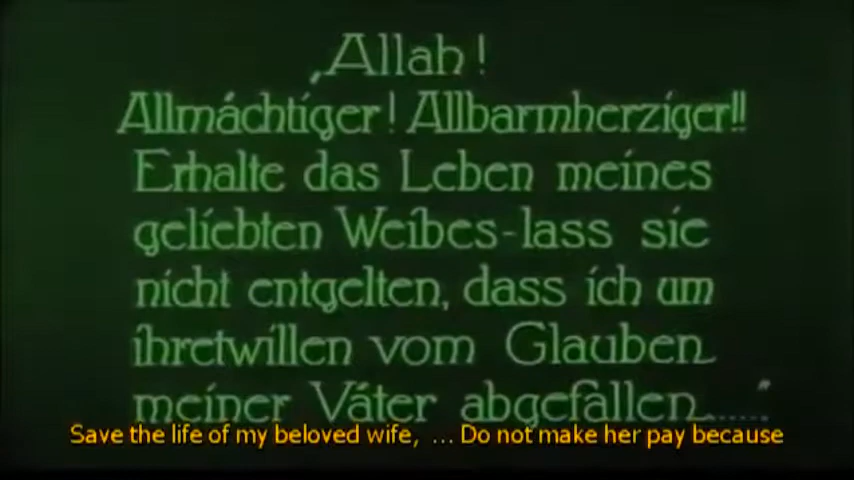 „Allah!
Allmächtiger! Allbarmherziger!!
Erhalte das Leben meines
geliebten Weibes-lass sie
nicht entgelten, dass ich um
ihretwillen vom Glauben
meiner Väter abgefallen......"
Save the life of my beloved wife, ... Do not make her pay because